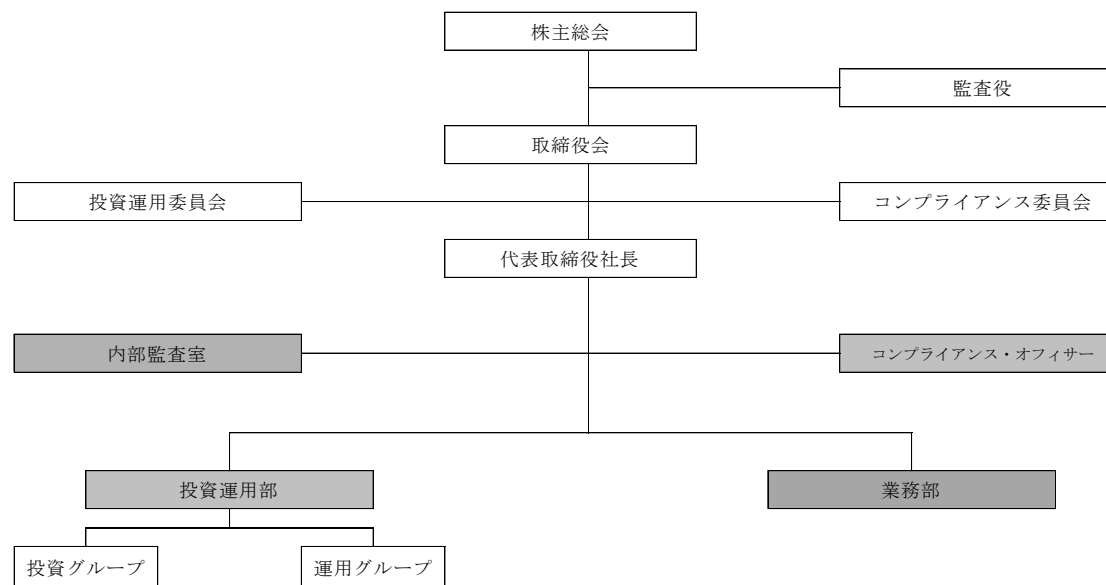 株主総会
監査役
取締役会
投資運用委員会
コンプライアンス委員会
代表取締役社長
内部監査室
コンプライアンス・オフィサー
投資運用部
業務部
投資グループ
運用グループ